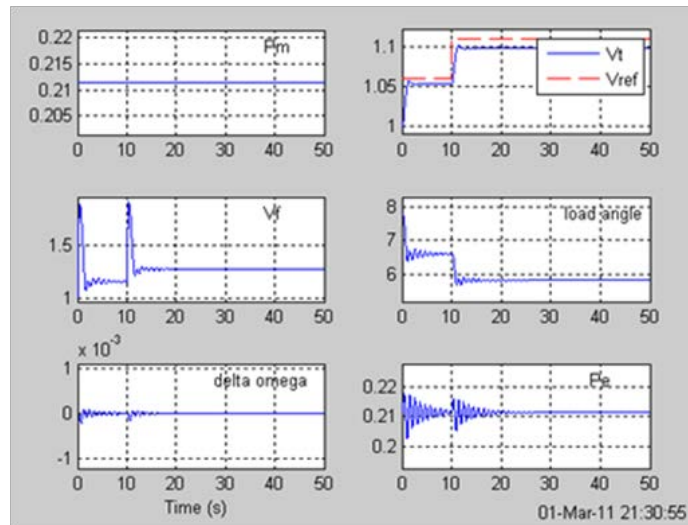 0.22
0.215
0.21
0.205
Pm
0 10 20 30 40 50
1.1
1.05
1
Vt
Vref
0 10 20 30 40 50
1.5
1
Vf
0 10 20 30 40 50
8
7
6
load angle
0 10 20 30 40 50
x 10-3
1
0
-1
delta omega
0 10 20 30 40 50
Time (s)
0.22
0.21
0.2
Pe
0 10 20 30 40 50
01-Mar-11 21:30:55